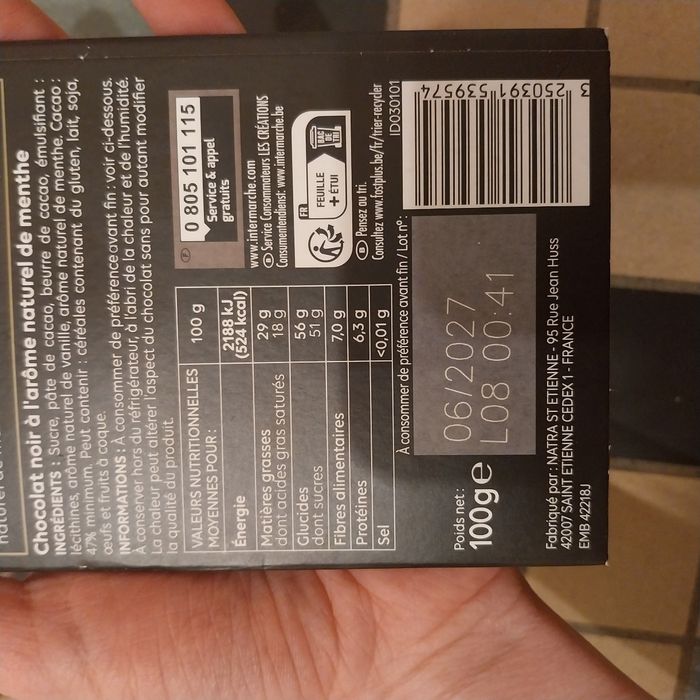 Chocolat noir à l'arôme naturel de menthe
INGRÉDIENTS : Sucre, pâte de cacao, beurre de cacao, émulsifiant :
lécithines, arôme naturel de vanille, arôme naturel de menthe. Cacao :
47% minimum. Peut contenir : céréales contenant du gluten, lait, soja,
œufs et fruits à coque.
INFORMATIONS : À consommer de préférence avant fin : voir ci-dessous.
À conserver hors du réfrigérateur, à l'abri de la chaleur et de l'humidité.
La chaleur peut altérer l'aspect du chocolat sans pour autant modifier
la qualité du produit.
VALEURS NUTRITIONNELLES
MOYENNES POUR : 100 g
Énergie 2188 kJ
(524 kcal)
Matières grasses 29 g
dont acides gras saturés 18 g
Glucides 56 g
dont sucres 51 g
Fibres alimentaires 7,0 g
Protéines 6,3 g
Sel <0,01 g
F
0 805 101 115
Service & appel
gratuits
www.intermarche.com
B Service Consommateurs LES CRÉATIONS
Consumentendienst: www.intermarche.be
FR
FEUILLE
+ ÉTUI
BAC
DE TRI
B Pensez au tri.
Consultez www.fostplus.be/fr/trier-recycler
ID030101
À consommer de préférence avant fin / Lot n° :
06/2027
L08 00:41
3 250391 539574
Poids net :
100g e
Fabriqué par : NATRA ST ETIENNE - 95 Rue Jean Huss
42007 SAINT ETIENNE CEDEX 1 - FRANCE
EMB 42218J